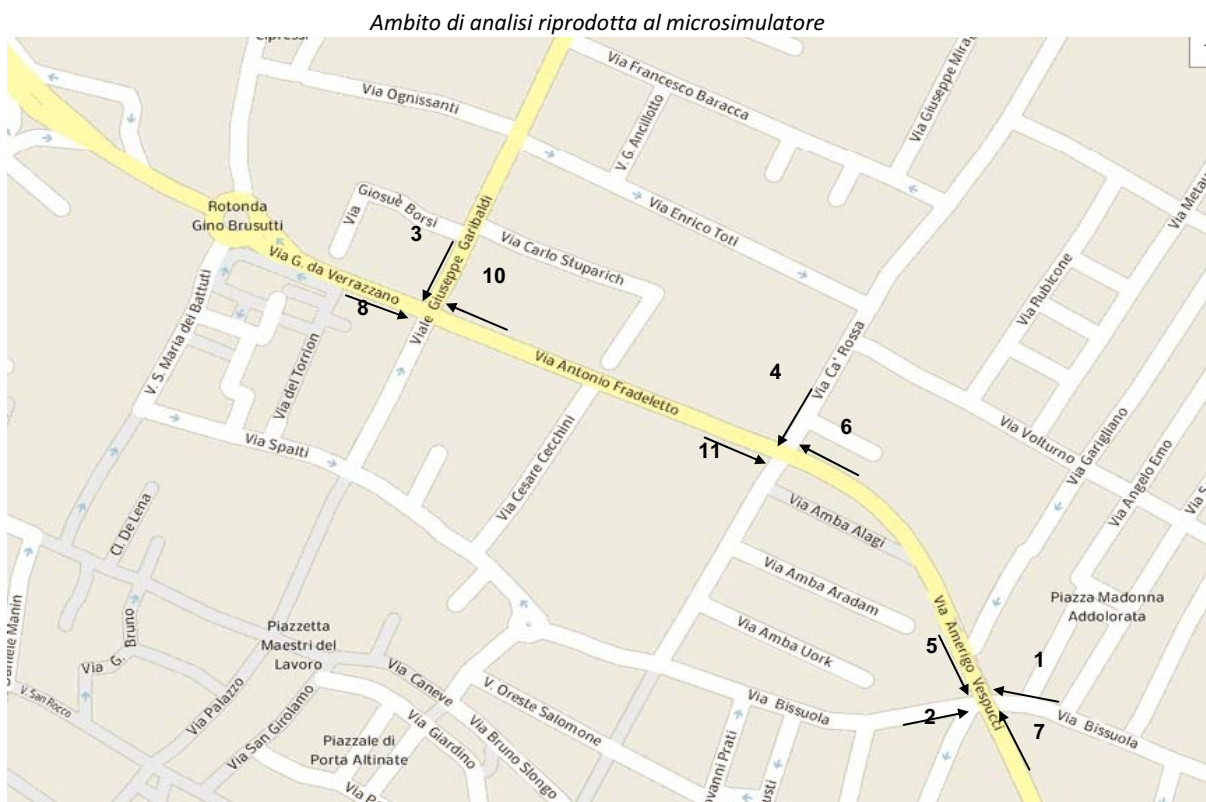 Ambito di analisi riprodotta al microsimulatore
Cipressi
Via Francesco Baracca
Via Ognissanti
V. G. Ancillotto
Via Enrico Toti
Rotonda
Gino Brusutti
Via
Giosuè Borsi
3
Viale Giuseppe Garibaldi
Via Carlo Stuparich
10
Via G. da Verrazzano
8
V. S. Maria dei Battuti
Via del Torrion
Via Spalti
Via Antonio Fradeletto
Via Cesare Cecchini
4
Via Ca' Rossa
6
11
Via Rubicone
Via Volturno
Via Garigliano
Via Angelo Emo
Via Amba Alagi
Via Amba Aradam
Via Amba Uork
Via Amerigo Vespucci
Piazza Madonna
Addolorata
5
1
2
7
Via Bissuola
Via Bissuola
Cl. De Lena
Via G. Bruno
Piazzetta
Maestri del
Lavoro
V. San Rocco
Via Palazzo
Via San Girolamo
Via Caneve
Via Giardino
Via Bruno Slongo
V. Oreste Salomone
Piazzale di
Porta Altinate